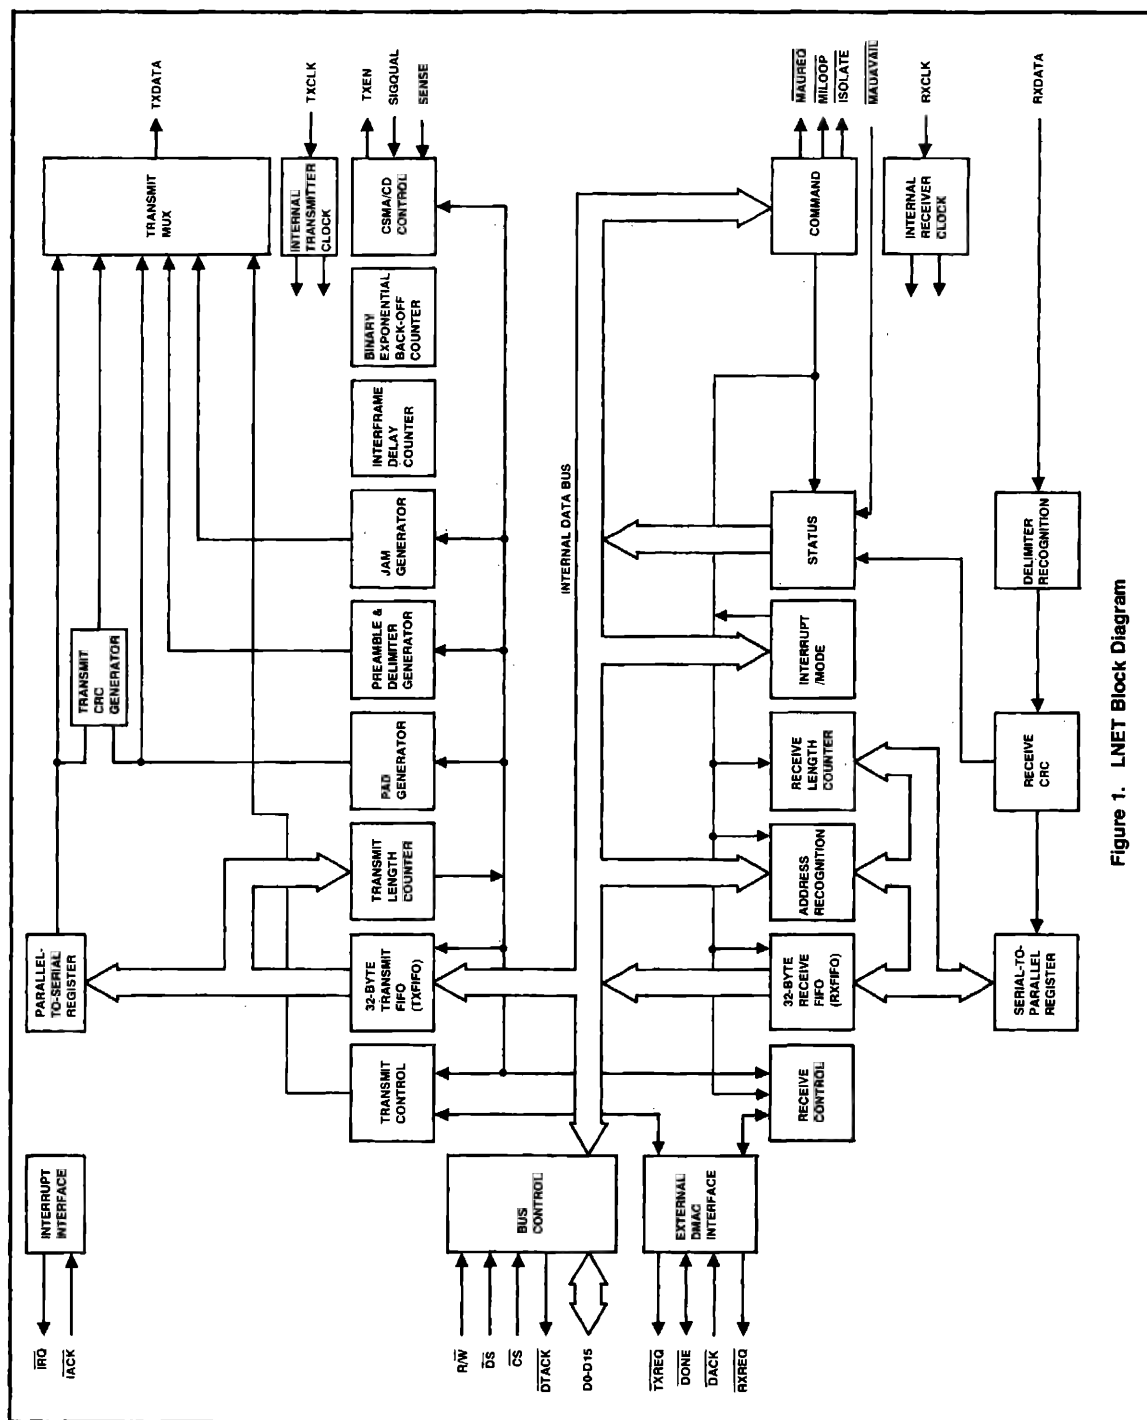 IRQ
IACK
INTERRUPT
INTERFACE
PARALLEL-
TO-SERIAL
REGISTER
TRANSMIT
CRC
GENERATOR
TRANSMIT
MUX
TXDATA
INTERNAL
TRANSMITTER
CLOCK
TXCLK
TRANSMIT
CONTROL
32-BYTE
TRANSMIT
FIFO
(TXFIFO)
TRANSMIT
LENGTH
COUNTER
PAD
GENERATOR
PREAMBLE &
DELIMITER
GENERATOR
JAM
GENERATOR
INTERFRAME
DELAY
COUNTER
BINARY
EXPONENTIAL
BACK-OFF
COUNTER
CSMA/CD
CONTROL
TXEN
SIGQUAL
SENSE
R/W
DS
CS
DTACK
D0-D15
BUS
CONTROL
INTERNAL DATA BUS
TXREQ
DONE
DACK
RXREQ
EXTERNAL
DMAC
INTERFACE
RECEIVE
CONTROL
32-BYTE
RECEIVE
FIFO
(RXFIFO)
ADDRESS
RECOGNITION
RECEIVE
LENGTH
COUNTER
INTERRUPT
/MODE
STATUS
COMMAND
MAUREQ
MILOOP
ISOLATE
MAUAVAIL
INTERNAL
RECEIVER
CLOCK
RXCLK
SERIAL-TO-
PARALLEL
REGISTER
RECEIVE
CRC
DELIMITER
RECOGNITION
RXDATA
Figure 1. LNET Block Diagram